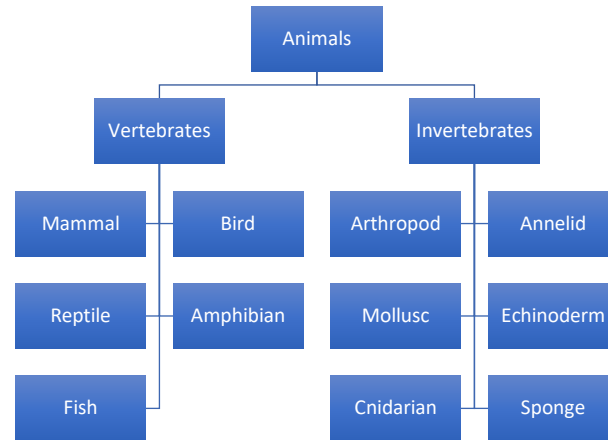 Animals
Vertebrates
Invertebrates
Mammal
Bird
Arthropod
Annelid
Reptile
Amphibian
Mollusc
Echinoderm
Fish
Cnidarian
Sponge